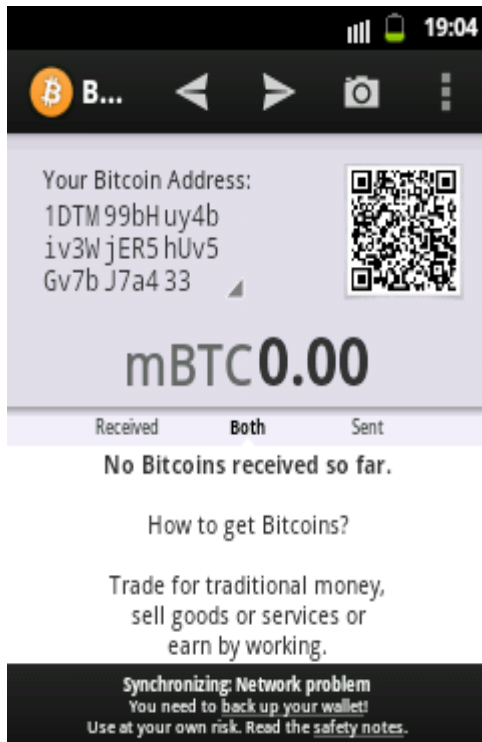 19:04
B...
Your Bitcoin Address:
1DTM 99bH uy4b
iv3W jER5 hUv5
Gv7b J7a4 33
mBTC 0.00
Received Both Sent
No Bitcoins received so far.
How to get Bitcoins?
Trade for traditional money,
sell goods or services or
earn by working.
Synchronizing: Network problem
You need to back up your wallet!
Use at your own risk. Read the safety notes.